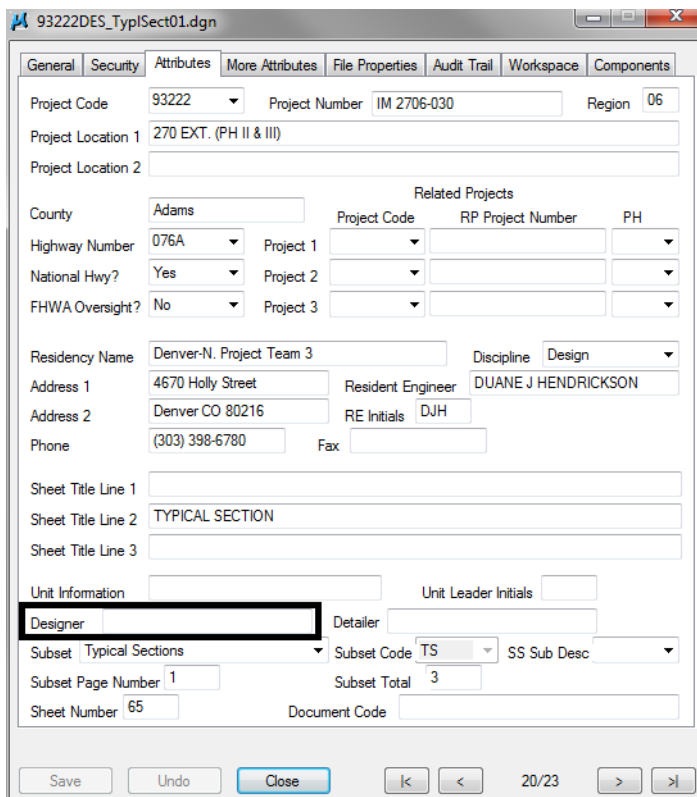 93222DES_TyplSect01.dgn
General Security Attributes More Attributes File Properties Audit Trail Workspace Components
Project Code 93222 Project Number IM 2706-030 Region 06
Project Location 1 270 EXT. (PH II & III)
Project Location 2
Related Projects
County Adams Project Code RP Project Number PH
Highway Number 076A Project 1
National Hwy? Yes Project 2
FHWA Oversight? No Project 3
Residency Name Denver-N. Project Team 3 Discipline Design
Address 1 4670 Holly Street Resident Engineer DUANE J HENDRICKSON
Address 2 Denver CO 80216 RE Initials DJH
Phone (303) 398-6780 Fax
Sheet Title Line 1
Sheet Title Line 2 TYPICAL SECTION
Sheet Title Line 3
Unit Information Unit Leader Initials
Designer Detailer
Subset Typical Sections Subset Code TS SS Sub Desc
Subset Page Number 1 Subset Total 3
Sheet Number 65 Document Code
Save Undo Close |< < 20/23 > >|